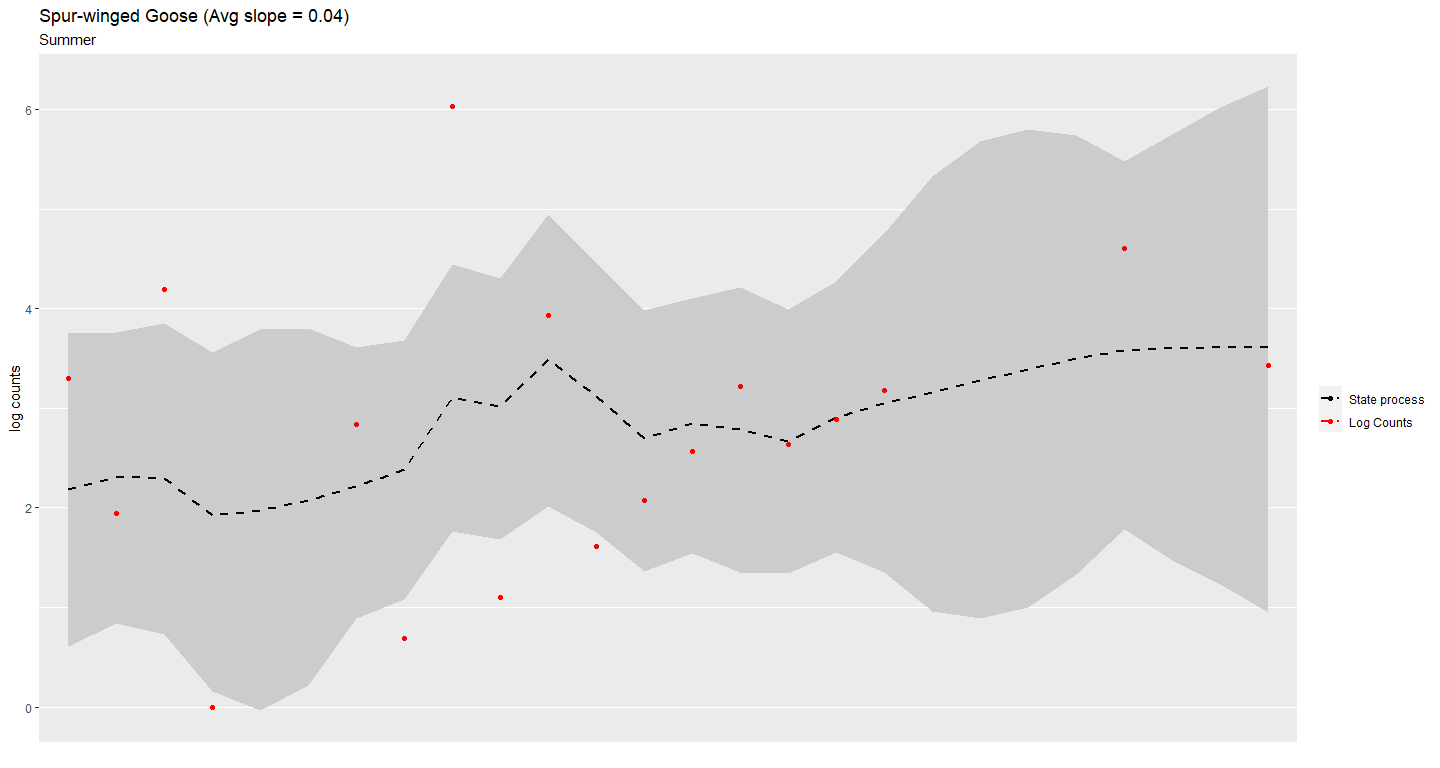 Spur-winged Goose (Avg slope = 0.04)
Summer
6
4
2
0
log counts
State process
Log Counts